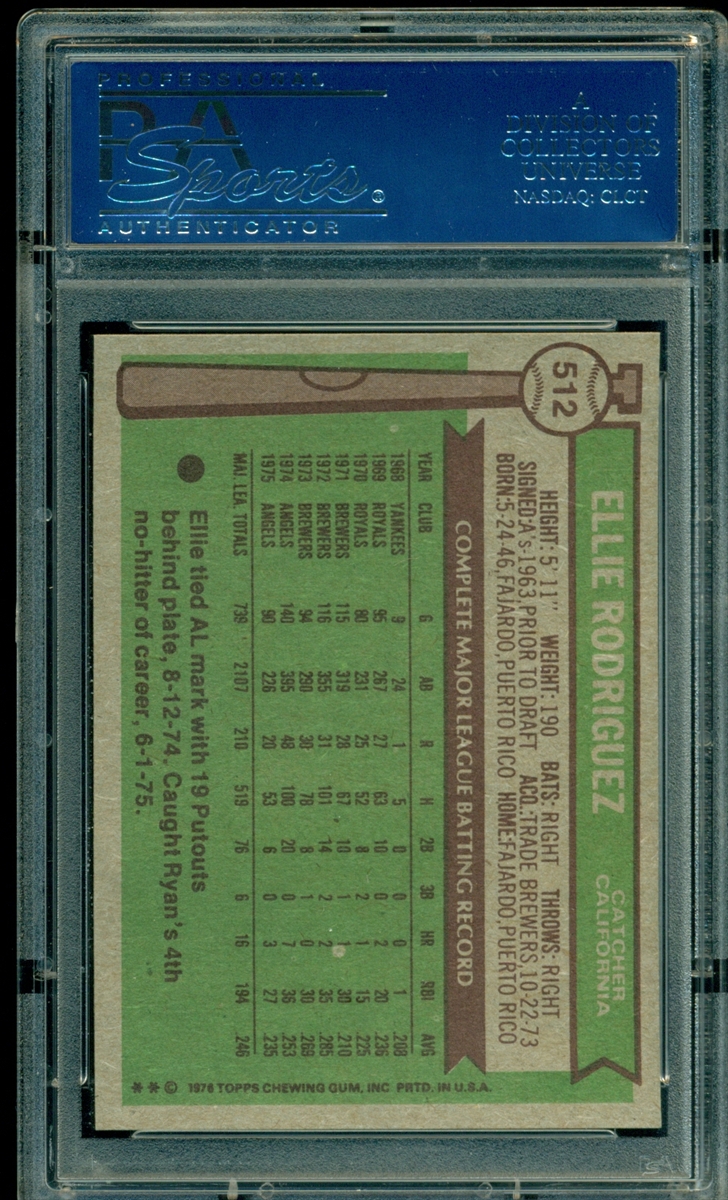 PROFESSIONAL
PSA
Sports®
AUTHENTICATOR
A
DIVISION OF
COLLECTORS
UNIVERSE
NASDAQ: CLCT
512
ELLIE RODRIGUEZ
CATCHER
CALIFORNIA
HEIGHT: 5' 11" WEIGHT: 190 BATS: RIGHT THROWS: RIGHT
SIGNED: A's-1963, PRIOR TO DRAFT ACQ: TRADE BREWERS, 10-22-73
BORN: 5-24-46, FAJARDO, PUERTO RICO HOME: FAJARDO, PUERTO RICO
COMPLETE MAJOR LEAGUE BATTING RECORD
YEAR CLUB G AB R H 2B 3B HR RBI AVG
1968 YANKEES 9 24 1 5 0 0 0 1 .208
1969 ROYALS 95 267 27 63 10 0 2 20 .236
1970 ROYALS 80 231 25 52 8 2 1 15 .225
1971 BREWERS 115 319 28 67 10 1 1 30 .210
1972 BREWERS 116 355 31 101 14 2 2 35 .285
1973 BREWERS 94 290 30 78 8 1 0 30 .269
1974 ANGELS 140 395 48 100 20 0 7 36 .253
1975 ANGELS 90 226 20 53 6 0 3 27 .235
MAJ. LEA. TOTALS 739 2107 210 519 76 6 16 194 .246
Ellie tied AL mark with 19 Putouts
behind plate, 8-12-74. Caught Ryan's 4th
no-hitter of career, 6-1-75.
**© 1976 TOPPS CHEWING GUM, INC PRTD. IN U.S.A.